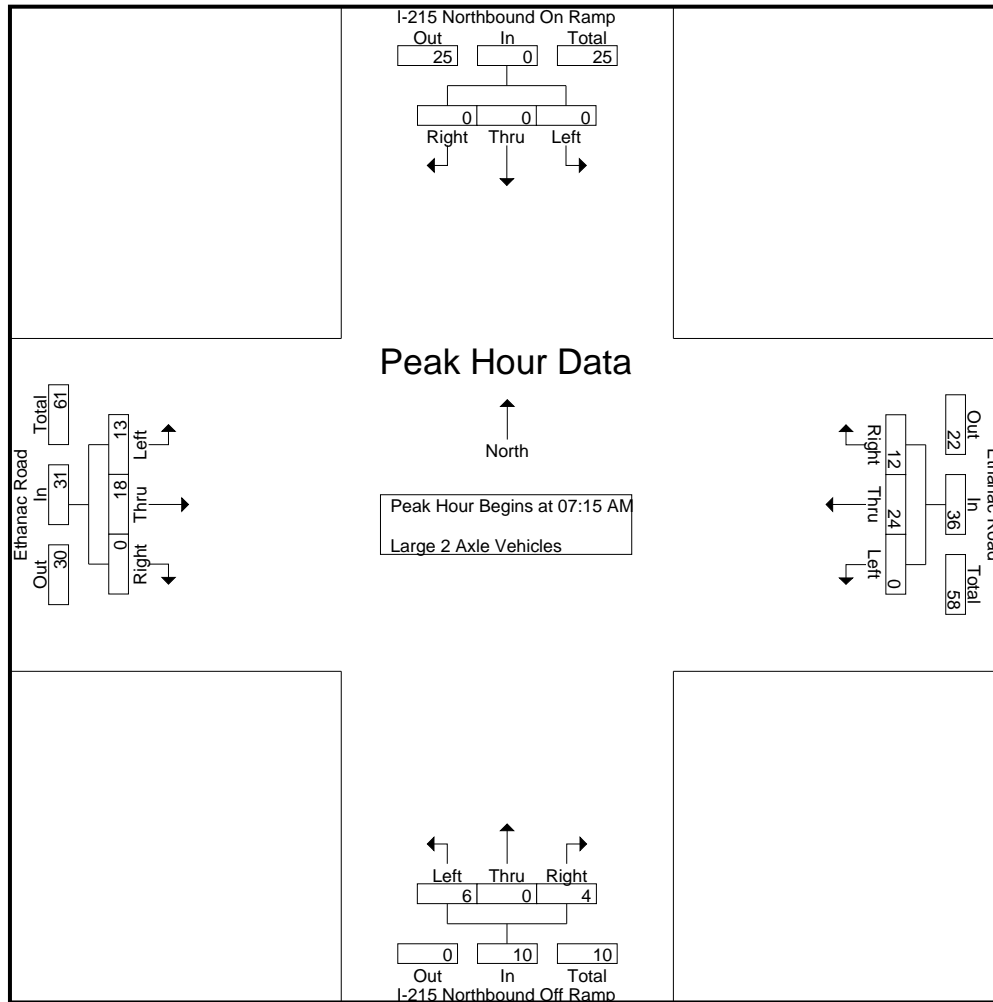 I-215 Northbound On Ramp
Out In Total
25 0 25
0 0 0
Right Thru Left
Peak Hour Data
North
Peak Hour Begins at 07:15 AM
Large 2 Axle Vehicles
Ethanac Road
Out In Total
30 31 61
Right Thru Left
0 18 13
Ethanac Road
Out In Total
22 36 58
Right Thru Left
12 24 0
Left Thru Right
6 0 4
0 10 10
Out In Total
I-215 Northbound Off Ramp